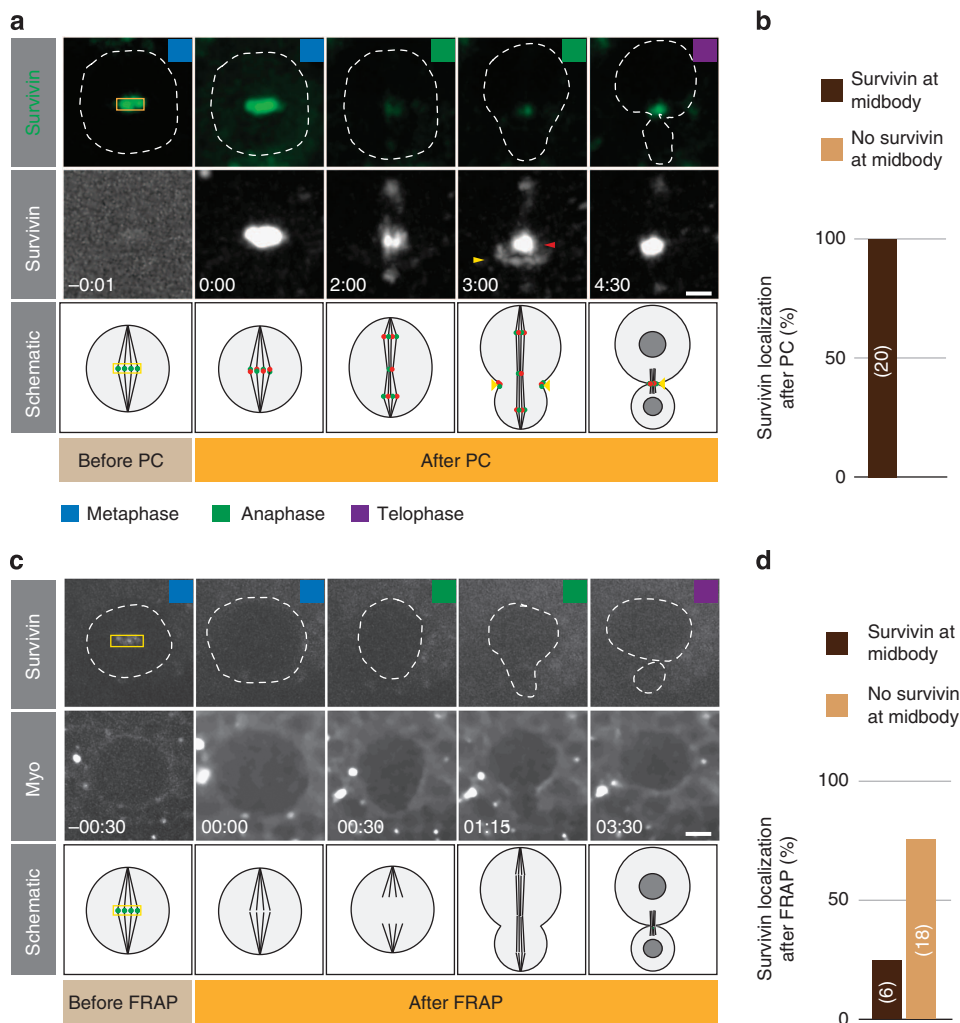 a
Survivin
Survivin
–0:01
0:00
2:00
3:00
4:30
Schematic
Before PC
After PC
Metaphase
Anaphase
Telophase
b
Survivin at
midbody
No survivin
at midbody
Survivin localization
after PC (%)
100
50
0
(20)
c
Survivin
Myo
–00:30
00:00
00:30
01:15
03:30
Schematic
Before FRAP
After FRAP
d
Survivin at
midbody
No survivin
at midbody
Survivin localization
after FRAP (%)
100
50
0
(6)
(18)